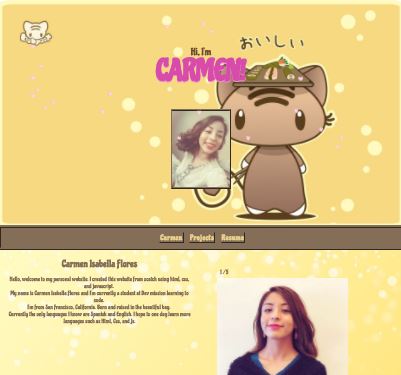 おいしい
Hi, I'm
CARMEN!
Carmen Projects Resume
Carmen Isabella Flores
1/5
Hello, welcome to my personal website. I created this website from scatch using html, css,
and javascript.
My name is Carmen Isabella Flores and I'm currently a student at Dev mission learning to
code.
I'm from San francisco, California. Born and raised in the beautiful bay.
Currently the only languages I know are Spanish and English. I hope to one day learn more
languages such as Html, Css, and Js.